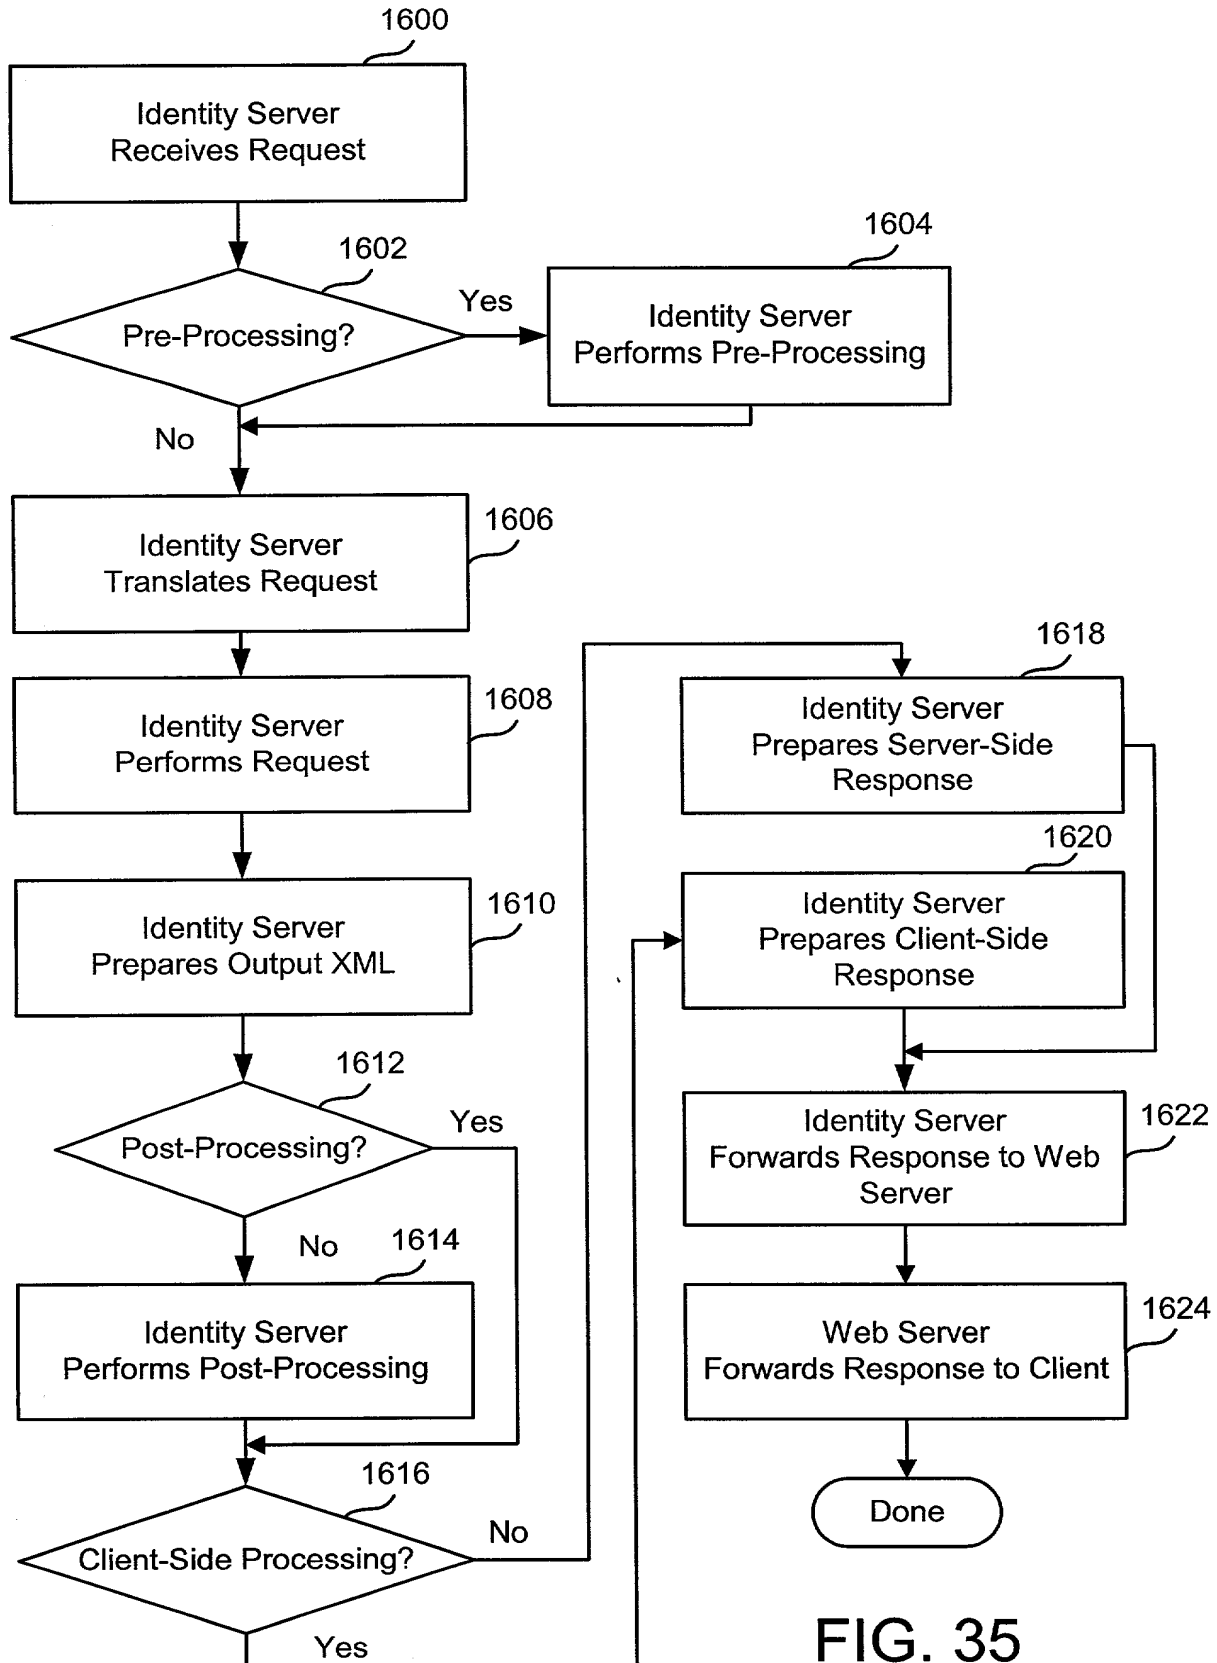 1600
Identity Server
Receives Request
1602
Pre-Processing?
Yes
1604
Identity Server
Performs Pre-Processing
No
1606
Identity Server
Translates Request
1608
Identity Server
Performs Request
1610
Identity Server
Prepares Output XML
1612
Post-Processing?
Yes
No
1614
Identity Server
Performs Post-Processing
1616
Client-Side Processing?
No
Yes
1618
Identity Server
Prepares Server-Side
Response
1620
Identity Server
Prepares Client-Side
Response
1622
Identity Server
Forwards Response to Web
Server
1624
Web Server
Forwards Response to Client
Done
FIG. 35